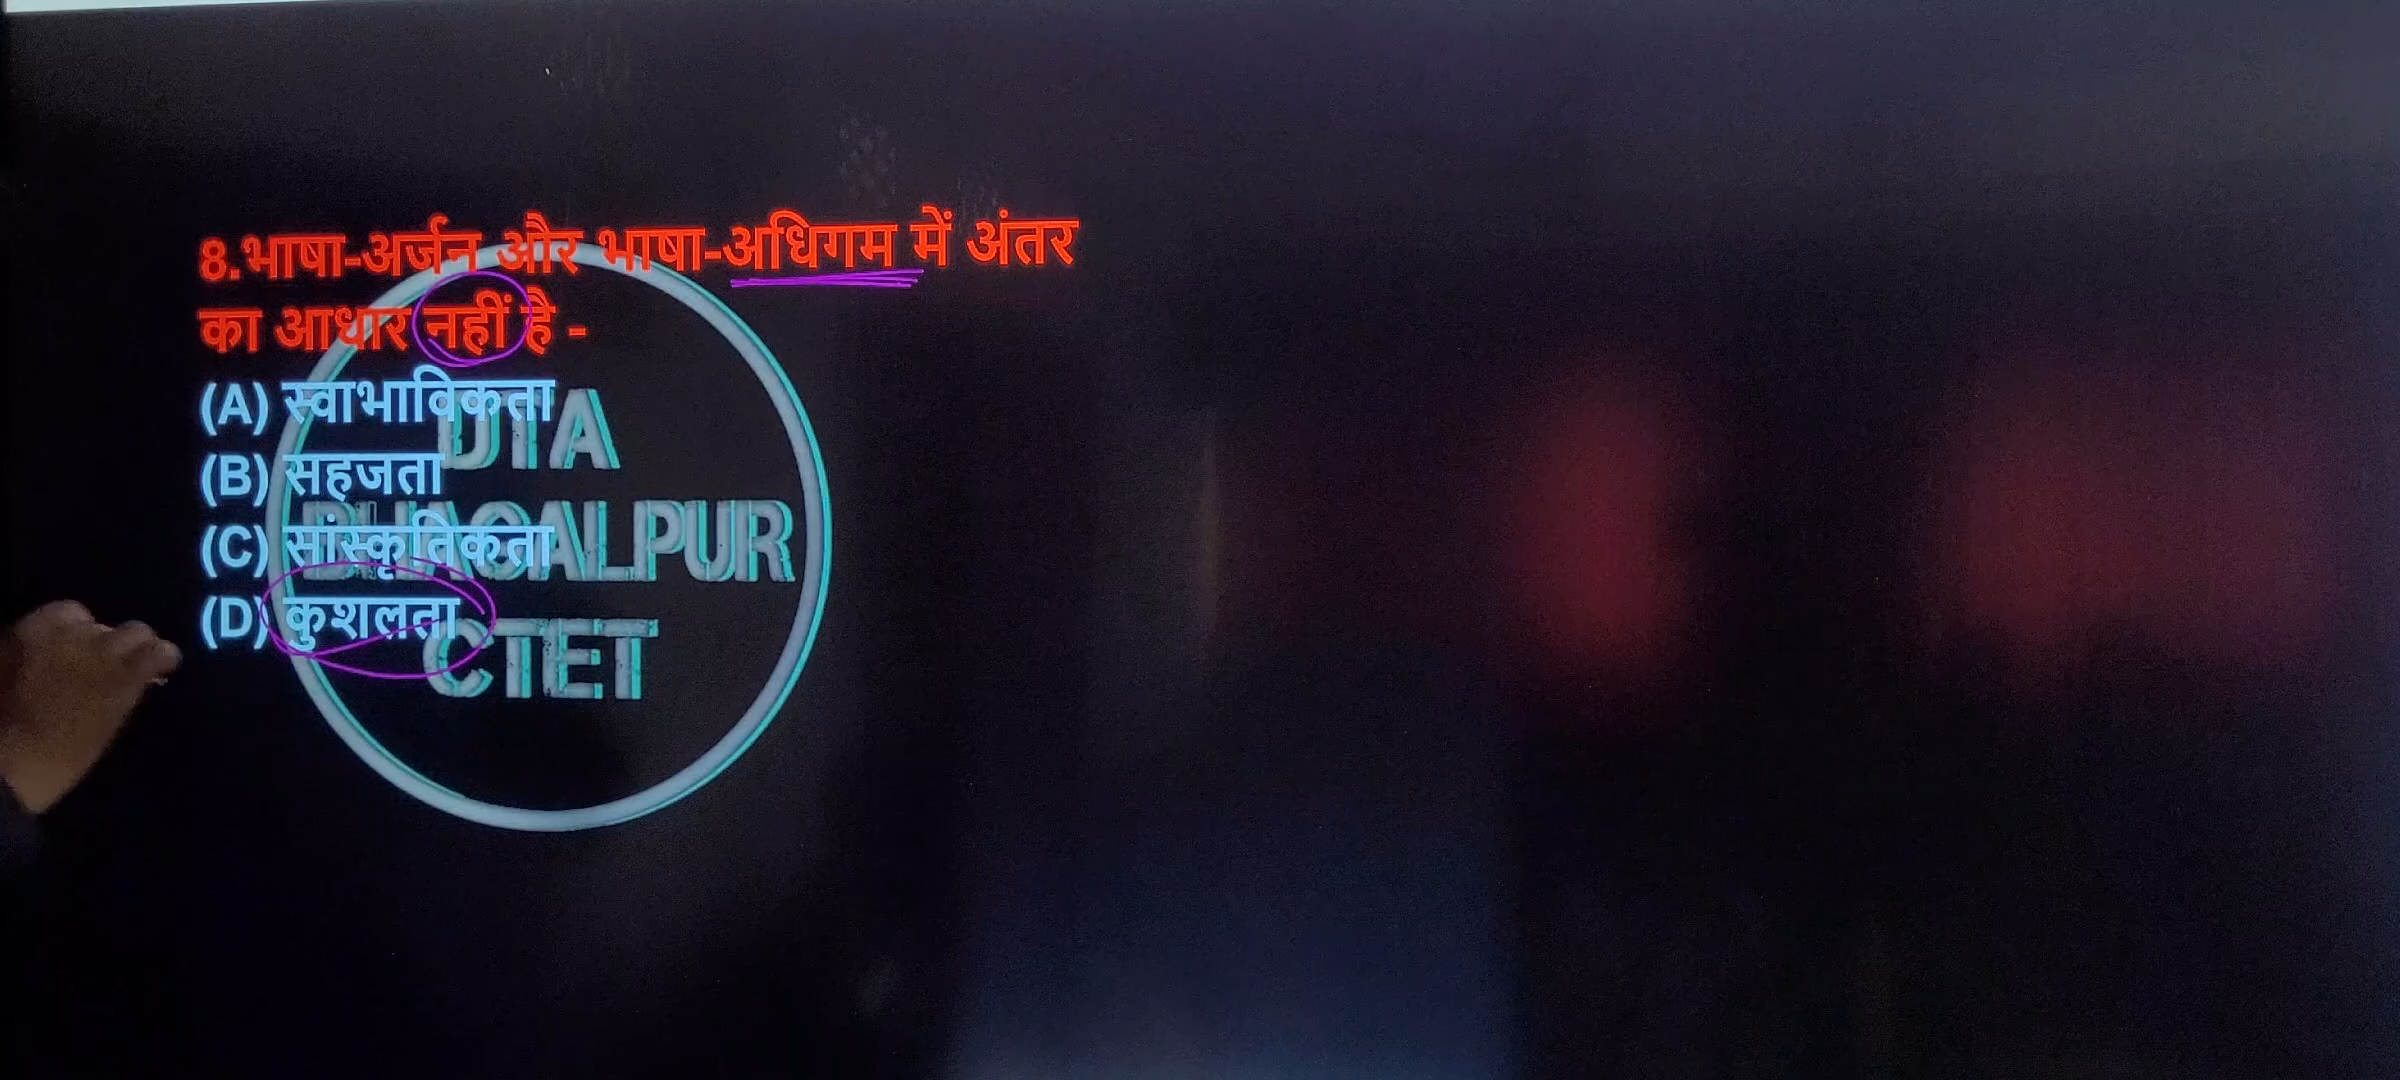 8.भाषा-अर्जन और भाषा-अधिगम में अंतर
का आधार नहीं है -
(A) स्वाभाविकता
(B) सहजता
(C) सांस्कृतिकता
(D) कुशलता
DTA
BHAGALPUR
CTET